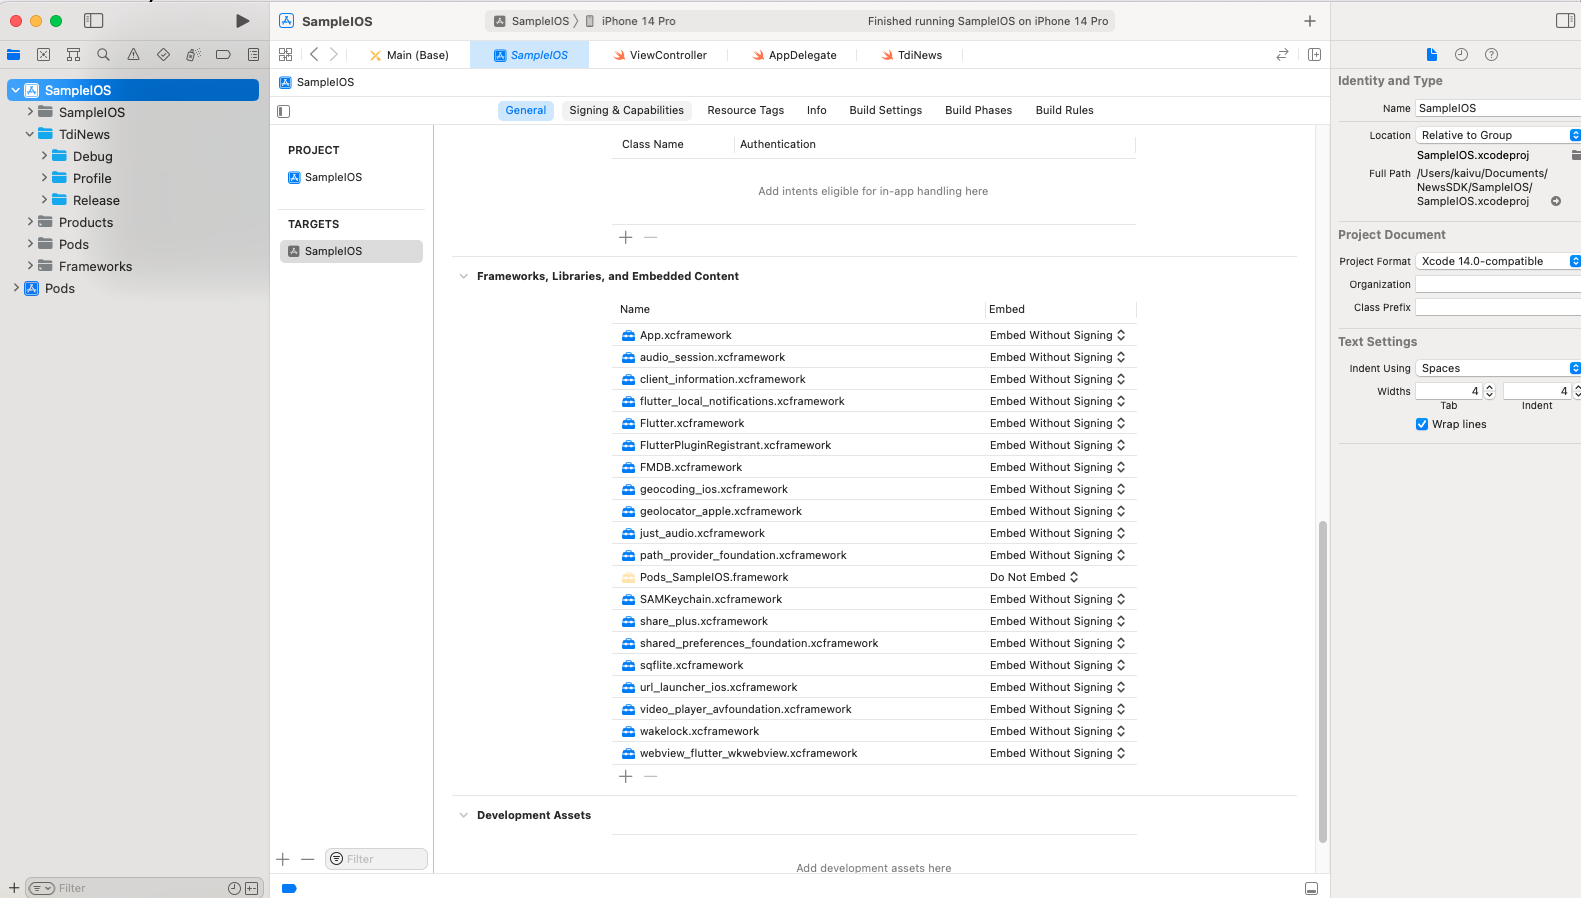 SampleIOS
SampleIOS
TdiNews
Debug
Profile
Release
Products
Pods
Frameworks
Pods
Filter
SampleIOS
SampleIOS
iPhone 14 Pro
Finished running SampleIOS on iPhone 14 Pro
Main (Base)
SampleIOS
ViewController
AppDelegate
TdiNews
SampleIOS
General
Signing & Capabilities
Resource Tags
Info
Build Settings
Build Phases
Build Rules
PROJECT
SampleIOS
TARGETS
SampleIOS
Filter
Class Name
Authentication
Add intents eligible for in-app handling here
Frameworks, Libraries, and Embedded Content
Name Embed
App.xcframework Embed Without Signing
audio_session.xcframework Embed Without Signing
client_information.xcframework Embed Without Signing
flutter_local_notifications.xcframework Embed Without Signing
Flutter.xcframework Embed Without Signing
FlutterPluginRegistrant.xcframework Embed Without Signing
FMDB.xcframework Embed Without Signing
geocoding_ios.xcframework Embed Without Signing
geolocator_apple.xcframework Embed Without Signing
just_audio.xcframework Embed Without Signing
path_provider_foundation.xcframework Embed Without Signing
Pods_SampleIOS.framework Do Not Embed
SAMKeychain.xcframework Embed Without Signing
share_plus.xcframework Embed Without Signing
shared_preferences_foundation.xcframework Embed Without Signing
sqflite.xcframework Embed Without Signing
url_launcher_ios.xcframework Embed Without Signing
video_player_avfoundation.xcframework Embed Without Signing
wakelock.xcframework Embed Without Signing
webview_flutter_wkwebview.xcframework Embed Without Signing
Development Assets
Add development assets here
Identity and Type
Name SampleIOS
Location Relative to Group
SampleIOS.xcodeproj
Full Path /Users/kaivu/Documents/
NewsSDK/SampleIOS/
SampleIOS.xcodeproj
Project Document
Project Format Xcode 14.0-compatible
Organization
Class Prefix
Text Settings
Indent Using Spaces
Widths 4 4
Tab Indent
Wrap lines